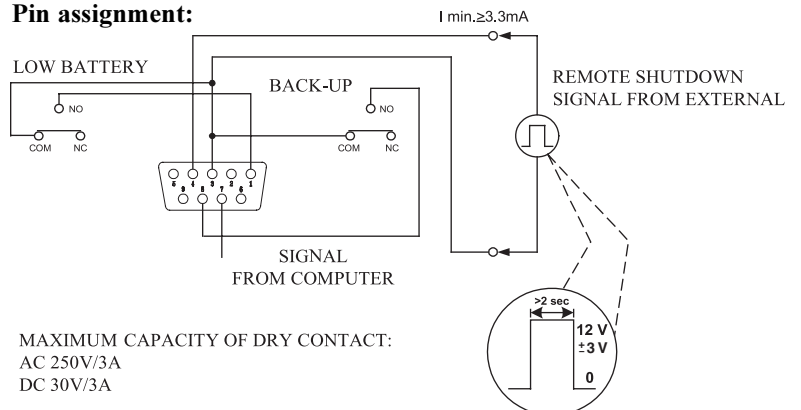 Pin assignment:
I min.≥3.3mA
LOW BATTERY
BACK-UP
REMOTE SHUTDOWN
SIGNAL FROM EXTERNAL
NO
NO
COM
NC
COM
NC
5 4 3 2 1
9 8 7 6
SIGNAL
FROM COMPUTER
>2 sec
12 V
±3 V
0
MAXIMUM CAPACITY OF DRY CONTACT:
AC 250V/3A
DC 30V/3A